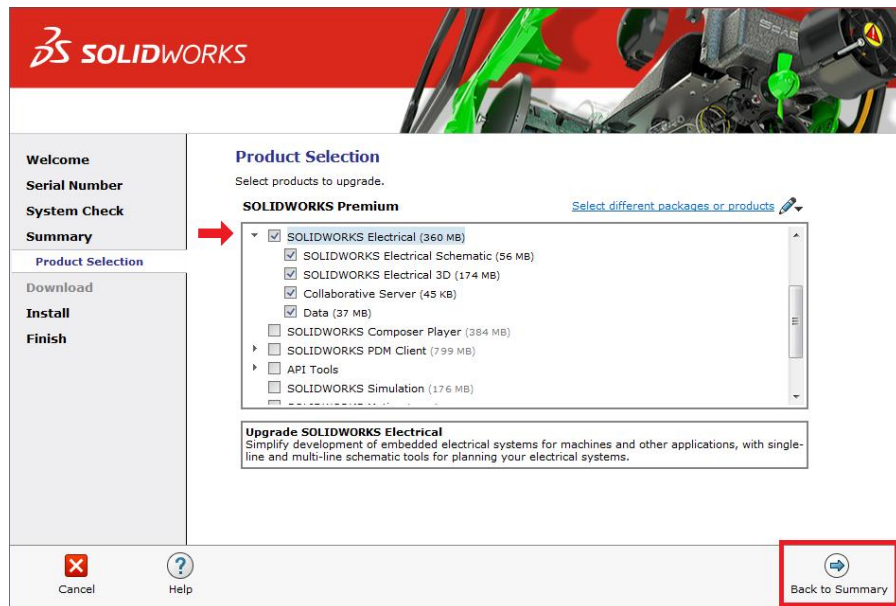 SOLIDWORKS
Welcome
Serial Number
System Check
Summary
Product Selection
Download
Install
Finish
Product Selection
Select products to upgrade.
SOLIDWORKS Premium
Select different packages or products
SOLIDWORKS Electrical (360 MB)
SOLIDWORKS Electrical Schematic (56 MB)
SOLIDWORKS Electrical 3D (174 MB)
Collaborative Server (45 KB)
Data (37 MB)
SOLIDWORKS Composer Player (384 MB)
SOLIDWORKS PDM Client (799 MB)
API Tools
SOLIDWORKS Simulation (176 MB)
Upgrade SOLIDWORKS Electrical
Simplify development of embedded electrical systems for machines and other applications, with single-
line and multi-line schematic tools for planning your electrical systems.
Cancel
Help
Back to Summary